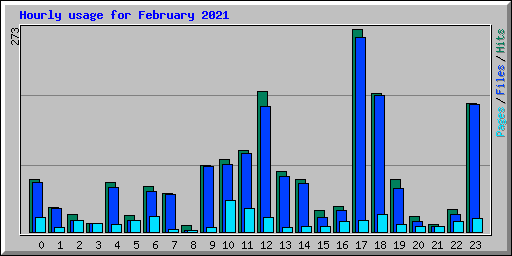 Hourly usage for February 2021
273
Pages / Files / Hits
0 1 2 3 4 5 6 7 8 9 10 11 12 13 14 15 16 17 18 19 20 21 22 23